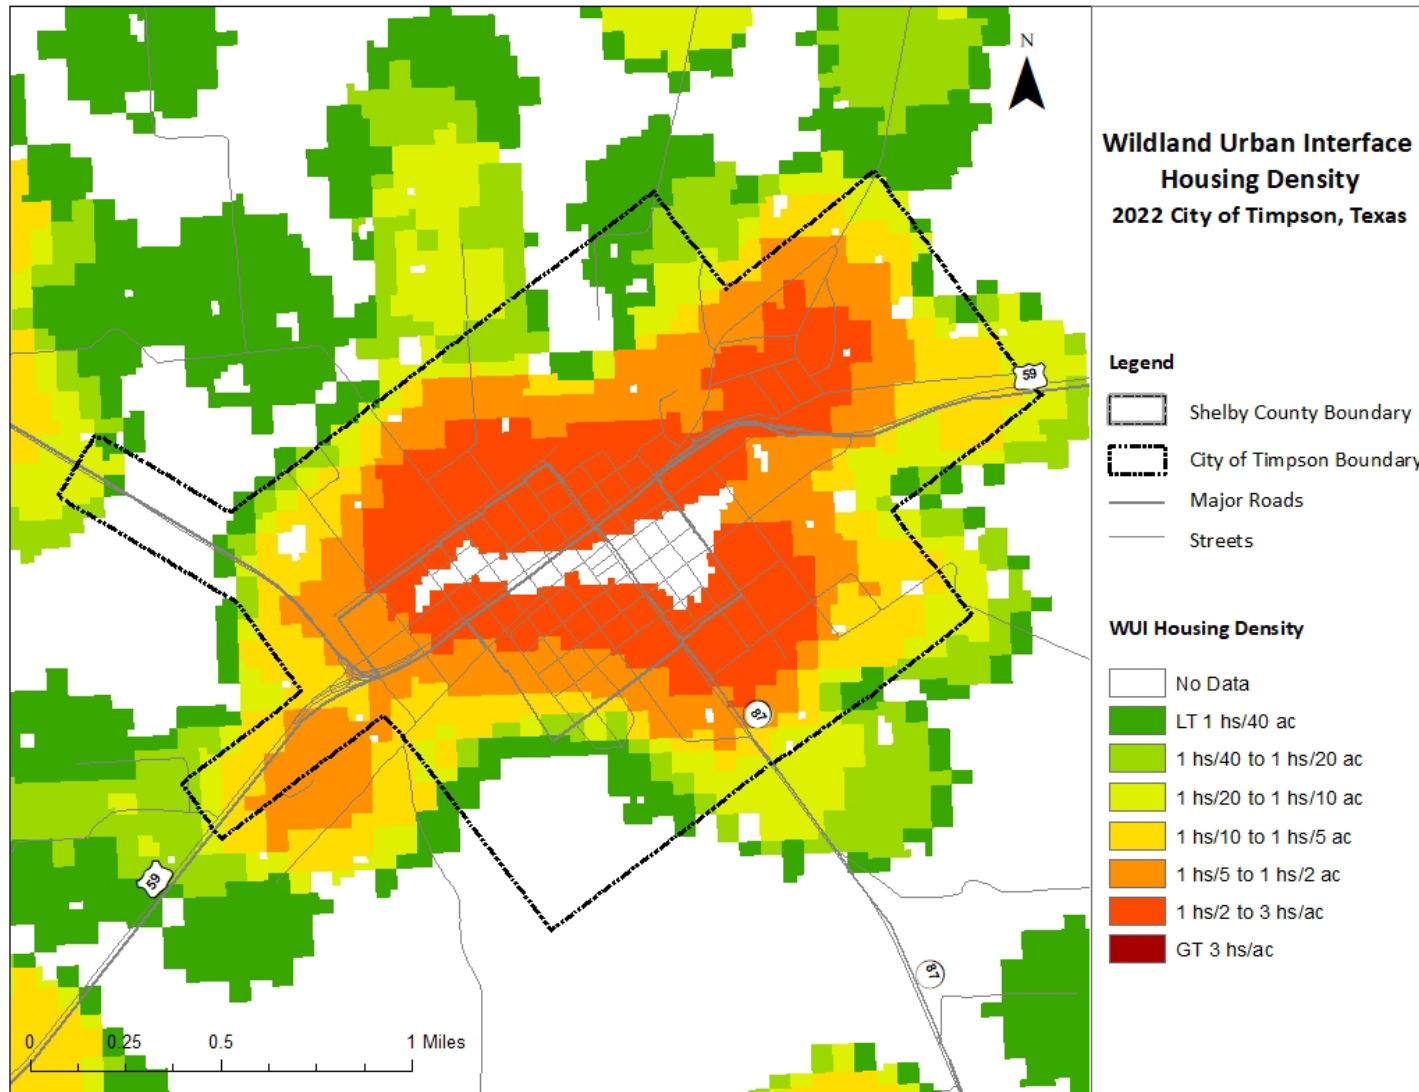 N
Wildland Urban Interface
Housing Density
2022 City of Timpson, Texas
59
Legend
Shelby County Boundary
City of Timpson Boundary
Major Roads
Streets
WUI Housing Density
No Data
LT 1 hs/40 ac
1 hs/40 to 1 hs/20 ac
1 hs/20 to 1 hs/10 ac
1 hs/10 to 1 hs/5 ac
1 hs/5 to 1 hs/2 ac
1 hs/2 to 3 hs/ac
GT 3 hs/ac
87
59
87
0 0.25 0.5 1 Miles